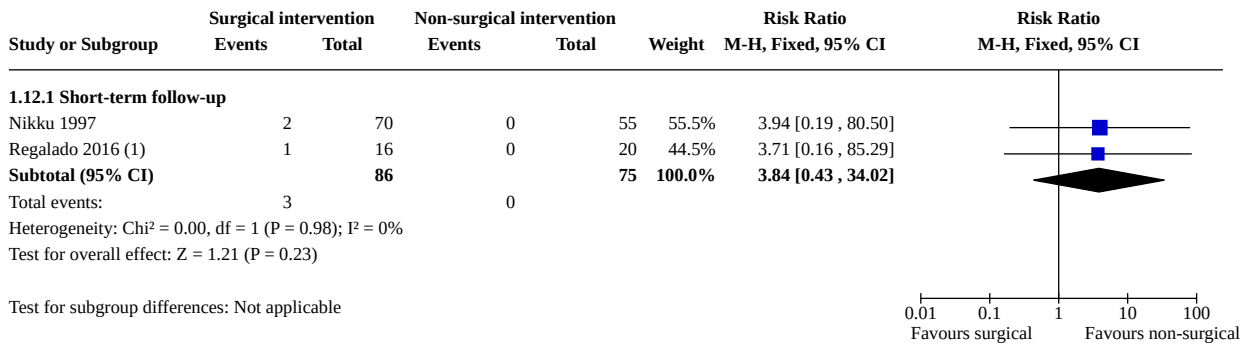 Surgical intervention Non-surgical intervention Risk Ratio Risk Ratio
Study or Subgroup Events Total Events Total Weight M-H, Fixed, 95% CI M-H, Fixed, 95% CI
1.12.1 Short-term follow-up
Nikku 1997 2 70 0 55 55.5% 3.94 [0.19 , 80.50]
Regalado 2016 (1) 1 16 0 20 44.5% 3.71 [0.16 , 85.29]
Subtotal (95% CI) 86 75 100.0% 3.84 [0.43 , 34.02]
Total events: 3 0
Heterogeneity: Chi² = 0.00, df = 1 (P = 0.98); I² = 0%
Test for overall effect: Z = 1.21 (P = 0.23)
Test for subgroup differences: Not applicable
0.01 0.1 1 10 100
Favours surgical Favours non-surgical